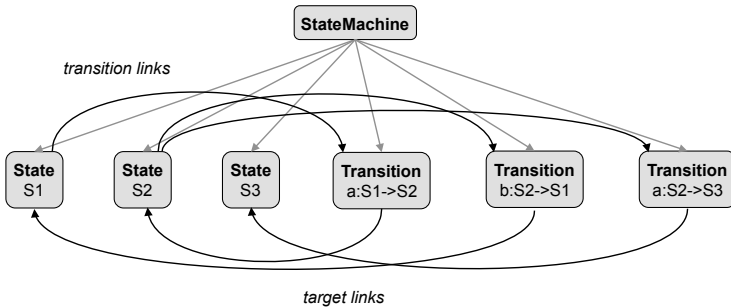 StateMachine
transition links
State
S1
State
S2
State
S3
Transition
a:S1->S2
Transition
b:S2->S1
Transition
a:S2->S3
target links